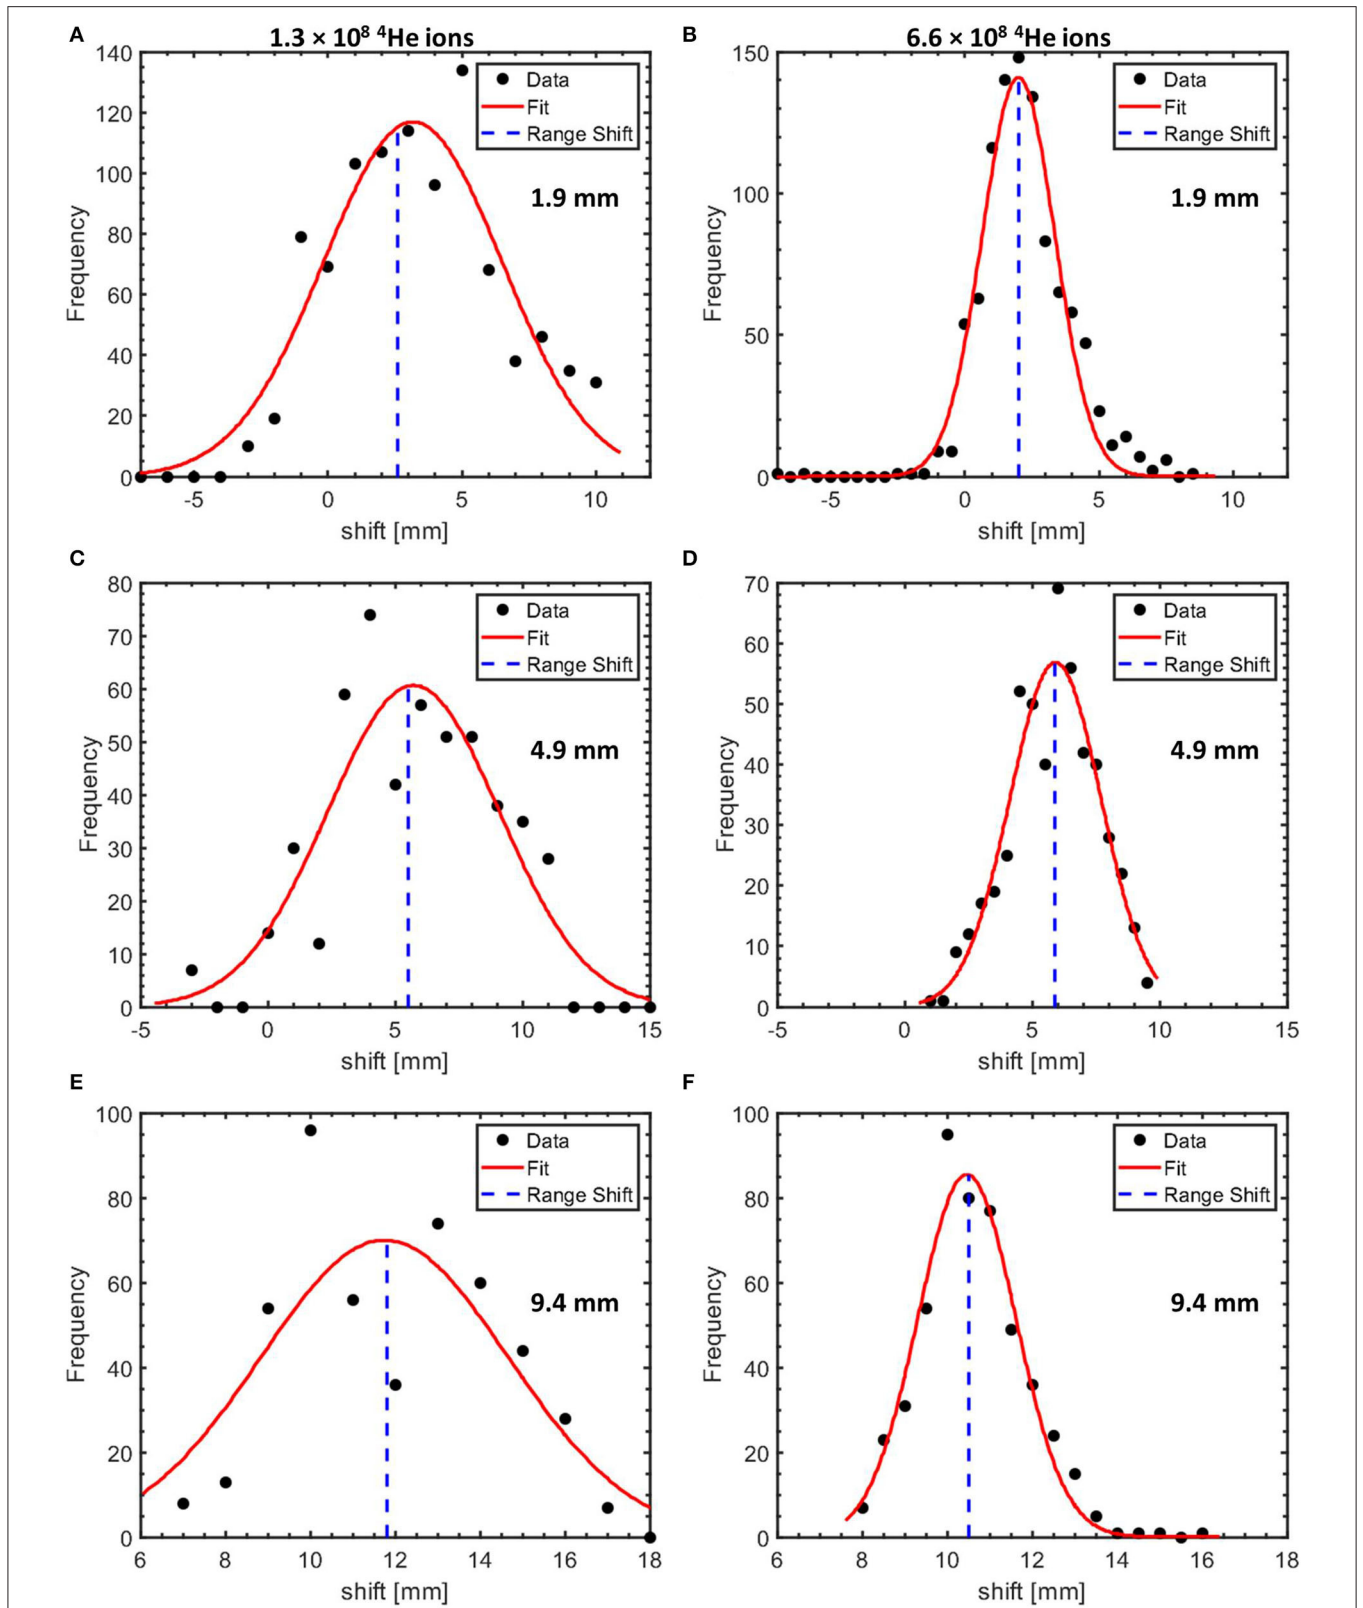 A
1.3 × 10⁸ ⁴He ions
140
120
100
80
60
40
20
0
Frequency
-5 0 5 10
shift [mm]
Data
Fit
Range Shift
1.9 mm
B
6.6 × 10⁸ ⁴He ions
150
100
50
0
Frequency
-5 0 5 10
shift [mm]
Data
Fit
Range Shift
1.9 mm
C
80
70
60
50
40
30
20
10
0
Frequency
-5 0 5 10 15
shift [mm]
Data
Fit
Range Shift
4.9 mm
D
70
60
50
40
30
20
10
0
Frequency
-5 0 5 10 15
shift [mm]
Data
Fit
Range Shift
4.9 mm
E
100
80
60
40
20
0
Frequency
6 8 10 12 14 16 18
shift [mm]
Data
Fit
Range Shift
9.4 mm
F
100
80
60
40
20
0
Frequency
6 8 10 12 14 16 18
shift [mm]
Data
Fit
Range Shift
9.4 mm